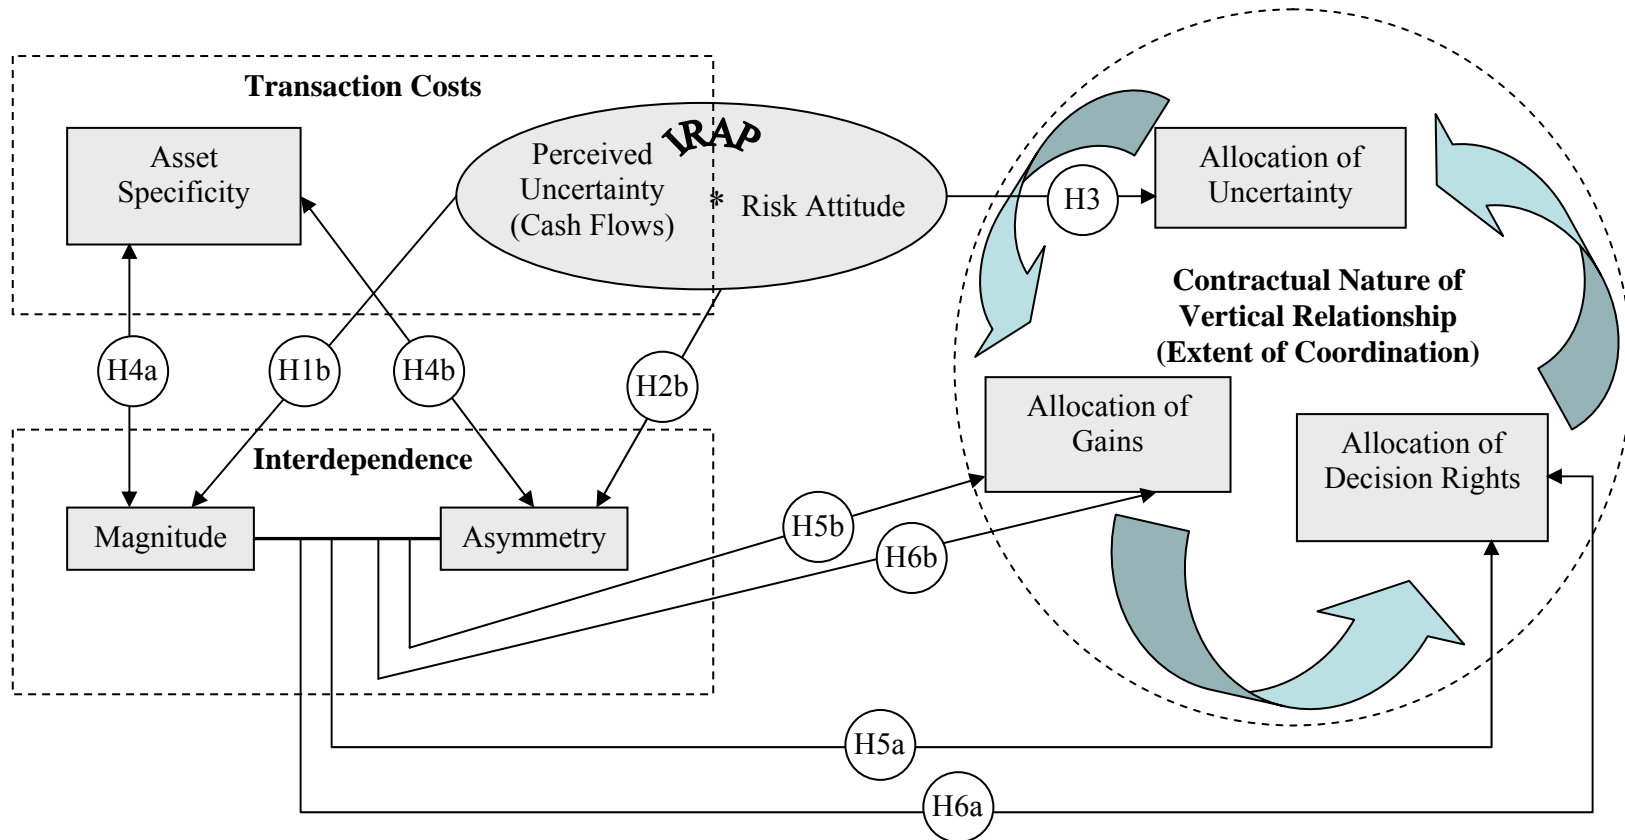 Transaction Costs
IRAP
Asset
Specificity
Perceived
Uncertainty
(Cash Flows)
*
Risk Attitude
H3
Allocation of
Uncertainty
Contractual Nature of
Vertical Relationship
(Extent of Coordination)
H4a
H1b
H4b
H2b
Allocation of
Gains
Allocation of
Decision Rights
Interdependence
Magnitude
Asymmetry
H5b
H6b
H5a
H6a